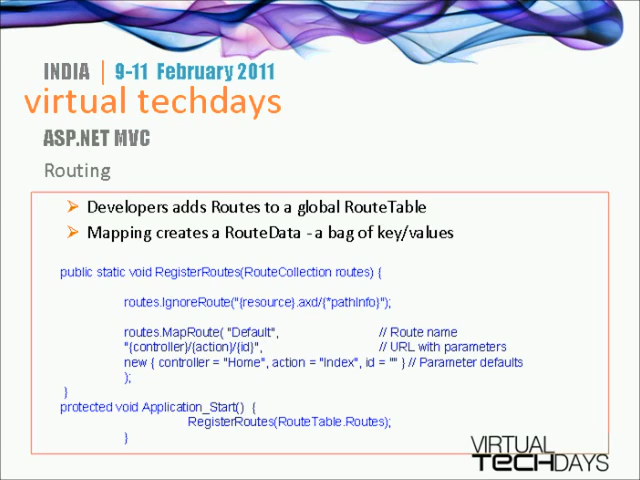 INDIA | 9-11 February 2011
virtual techdays
ASP.NET MVC
Routing
Developers adds Routes to a global RouteTable
Mapping creates a RouteData - a bag of key/values
public static void RegisterRoutes(RouteCollection routes) {
routes.IgnoreRoute("{resource}.axd/{*pathInfo}");
routes.MapRoute( "Default", // Route name
"{controller}/{action}/{id}", // URL with parameters
new { controller = "Home", action = "Index", id = "" } // Parameter defaults
);
}
protected void Application_Start() {
RegisterRoutes(RouteTable.Routes);
}
VIRTUAL
TECHDAYS